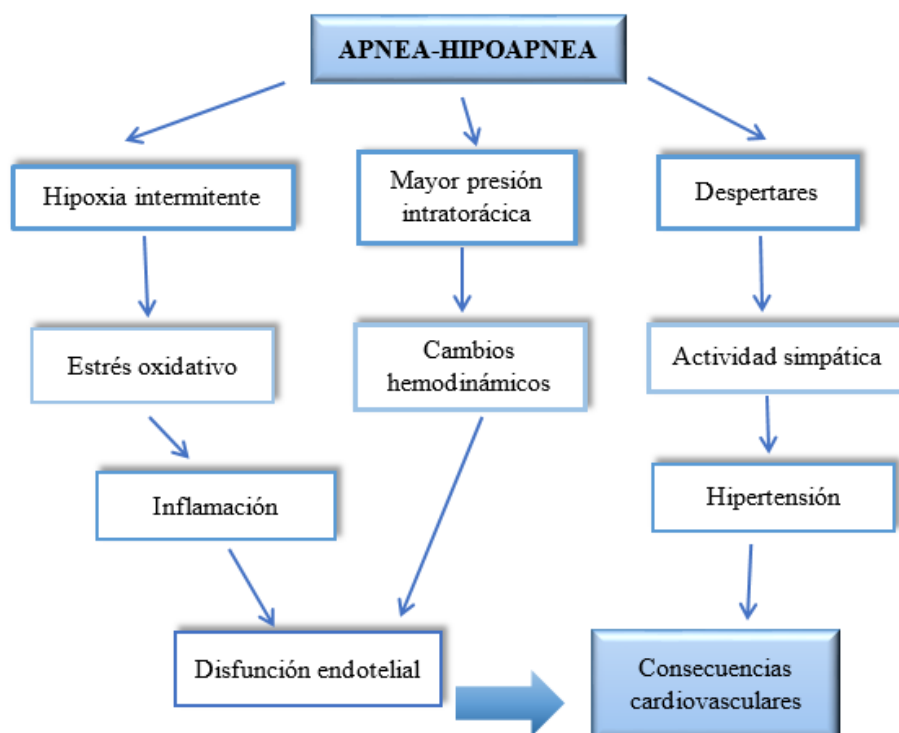 APNEA-HIPOAPNEA
Hipoxia intermitente
Mayor presión
intratorácica
Despertares
Estrés oxidativo
Cambios
hemodinámicos
Actividad simpática
Inflamación
Hipertensión
Disfunción endotelial
Consecuencias
cardiovasculares